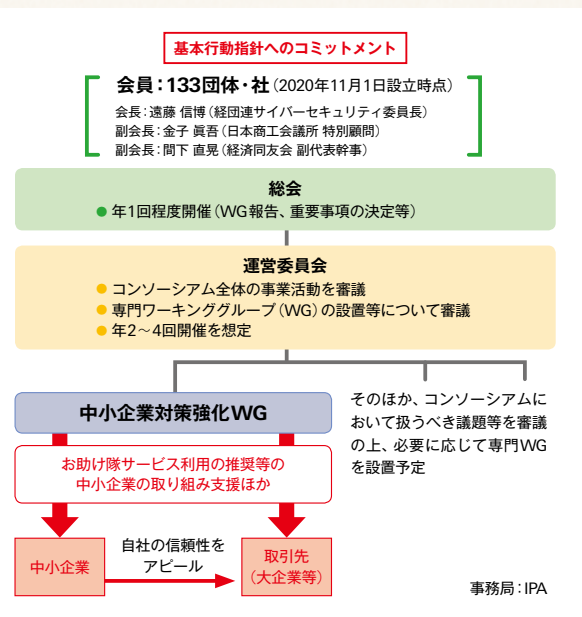 基本行動指針へのコミットメント
会員：133団体・社（2020年11月1日設立時点）
会長：遠藤 信博（経団連サイバーセキュリティ委員長）
副会長：金子 眞吾（日本商工会議所 特別顧問）
副会長：間下 直晃（経済同友会 副代表幹事）
総会
● 年1回程度開催（WG報告、重要事項の決定等）
運営委員会
● コンソーシアム全体の事業活動を審議
● 専門ワーキンググループ（WG）の設置等について審議
● 年2～4回開催を想定
中小企業対策強化WG
お助け隊サービス利用の推奨等の
中小企業の取り組み支援ほか
そのほか、コンソーシアムに
おいて扱うべき議題等を審議
の上、必要に応じて専門WG
を設置予定
中小企業
自社の信頼性を
アピール
取引先
（大企業等）
事務局：IPA